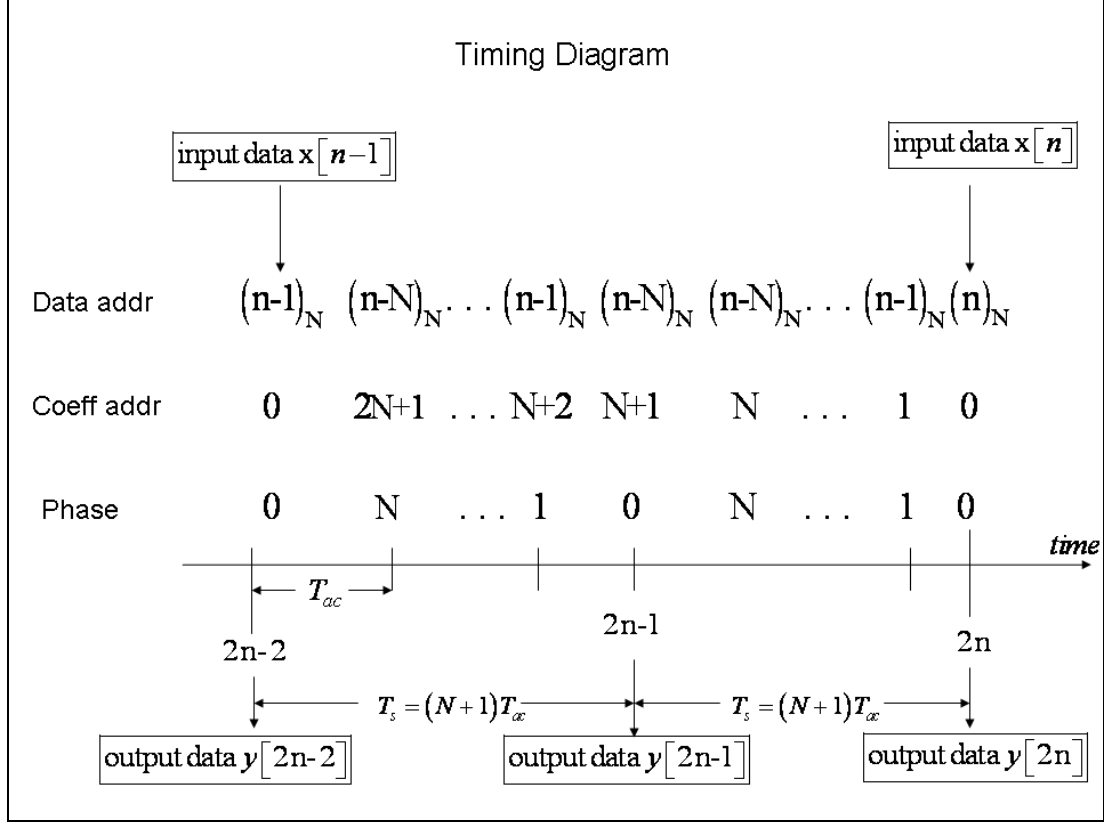 Timing Diagram
input data x[n−1] input data x[n]
Data addr (n-1)N (n-N)N . . . (n-1)N (n-N)N (n-N)N . . . (n-1)N (n)N
Coeff addr 0 2N+1 . . . N+2 N+1 N . . . 1 0
Phase 0 N . . . 1 0 N . . . 1 0
time
Tac
2n-2 2n-1 2n
Ts = (N+1)Tac Ts = (N+1)Tac
output data y[2n-2] output data y[2n-1] output data y[2n]